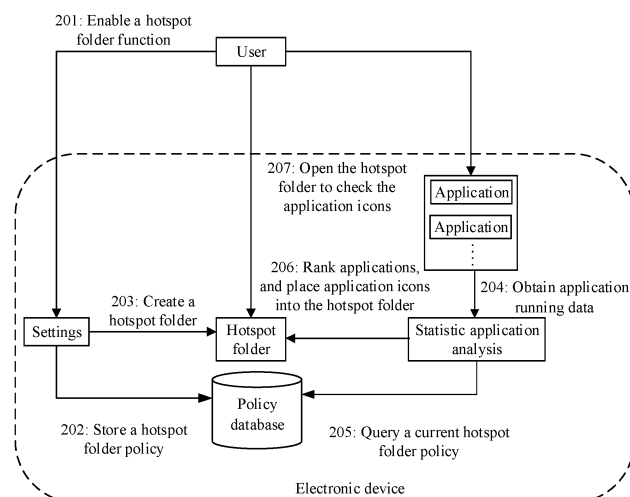 201: Enable a hotspot
folder function
User
207: Open the hotspot
folder to check the
application icons
Application
Application
206: Rank applications,
and place application icons
into the hotspot folder
204: Obtain application
running data
203: Create a
hotspot folder
Settings
Hotspot
folder
Statistic application
analysis
Policy
database
202: Store a hotspot
folder policy
205: Query a current hotspot
folder policy
Electronic device